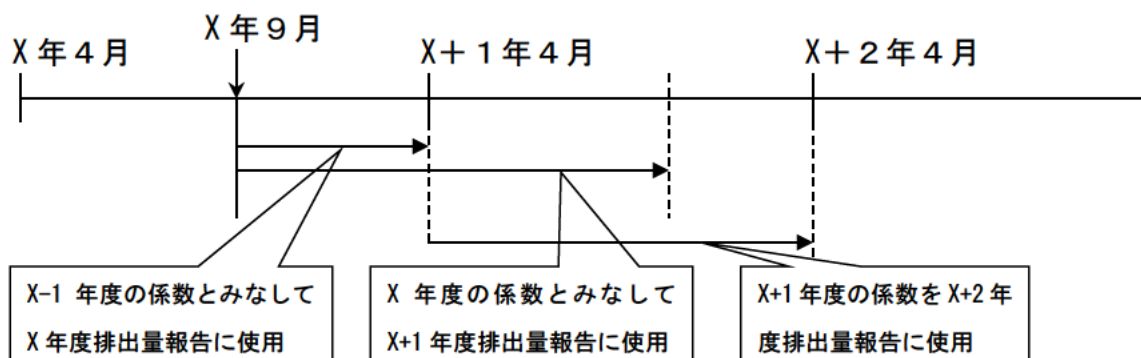 X年4月
X年9月
X+1年4月
X+2年4月
X-1 年度の係数とみなして
X年度排出量報告に使用
X 年度の係数とみなして
X+1年度排出量報告に使用
X+1年度の係数をX+2年
度排出量報告に使用